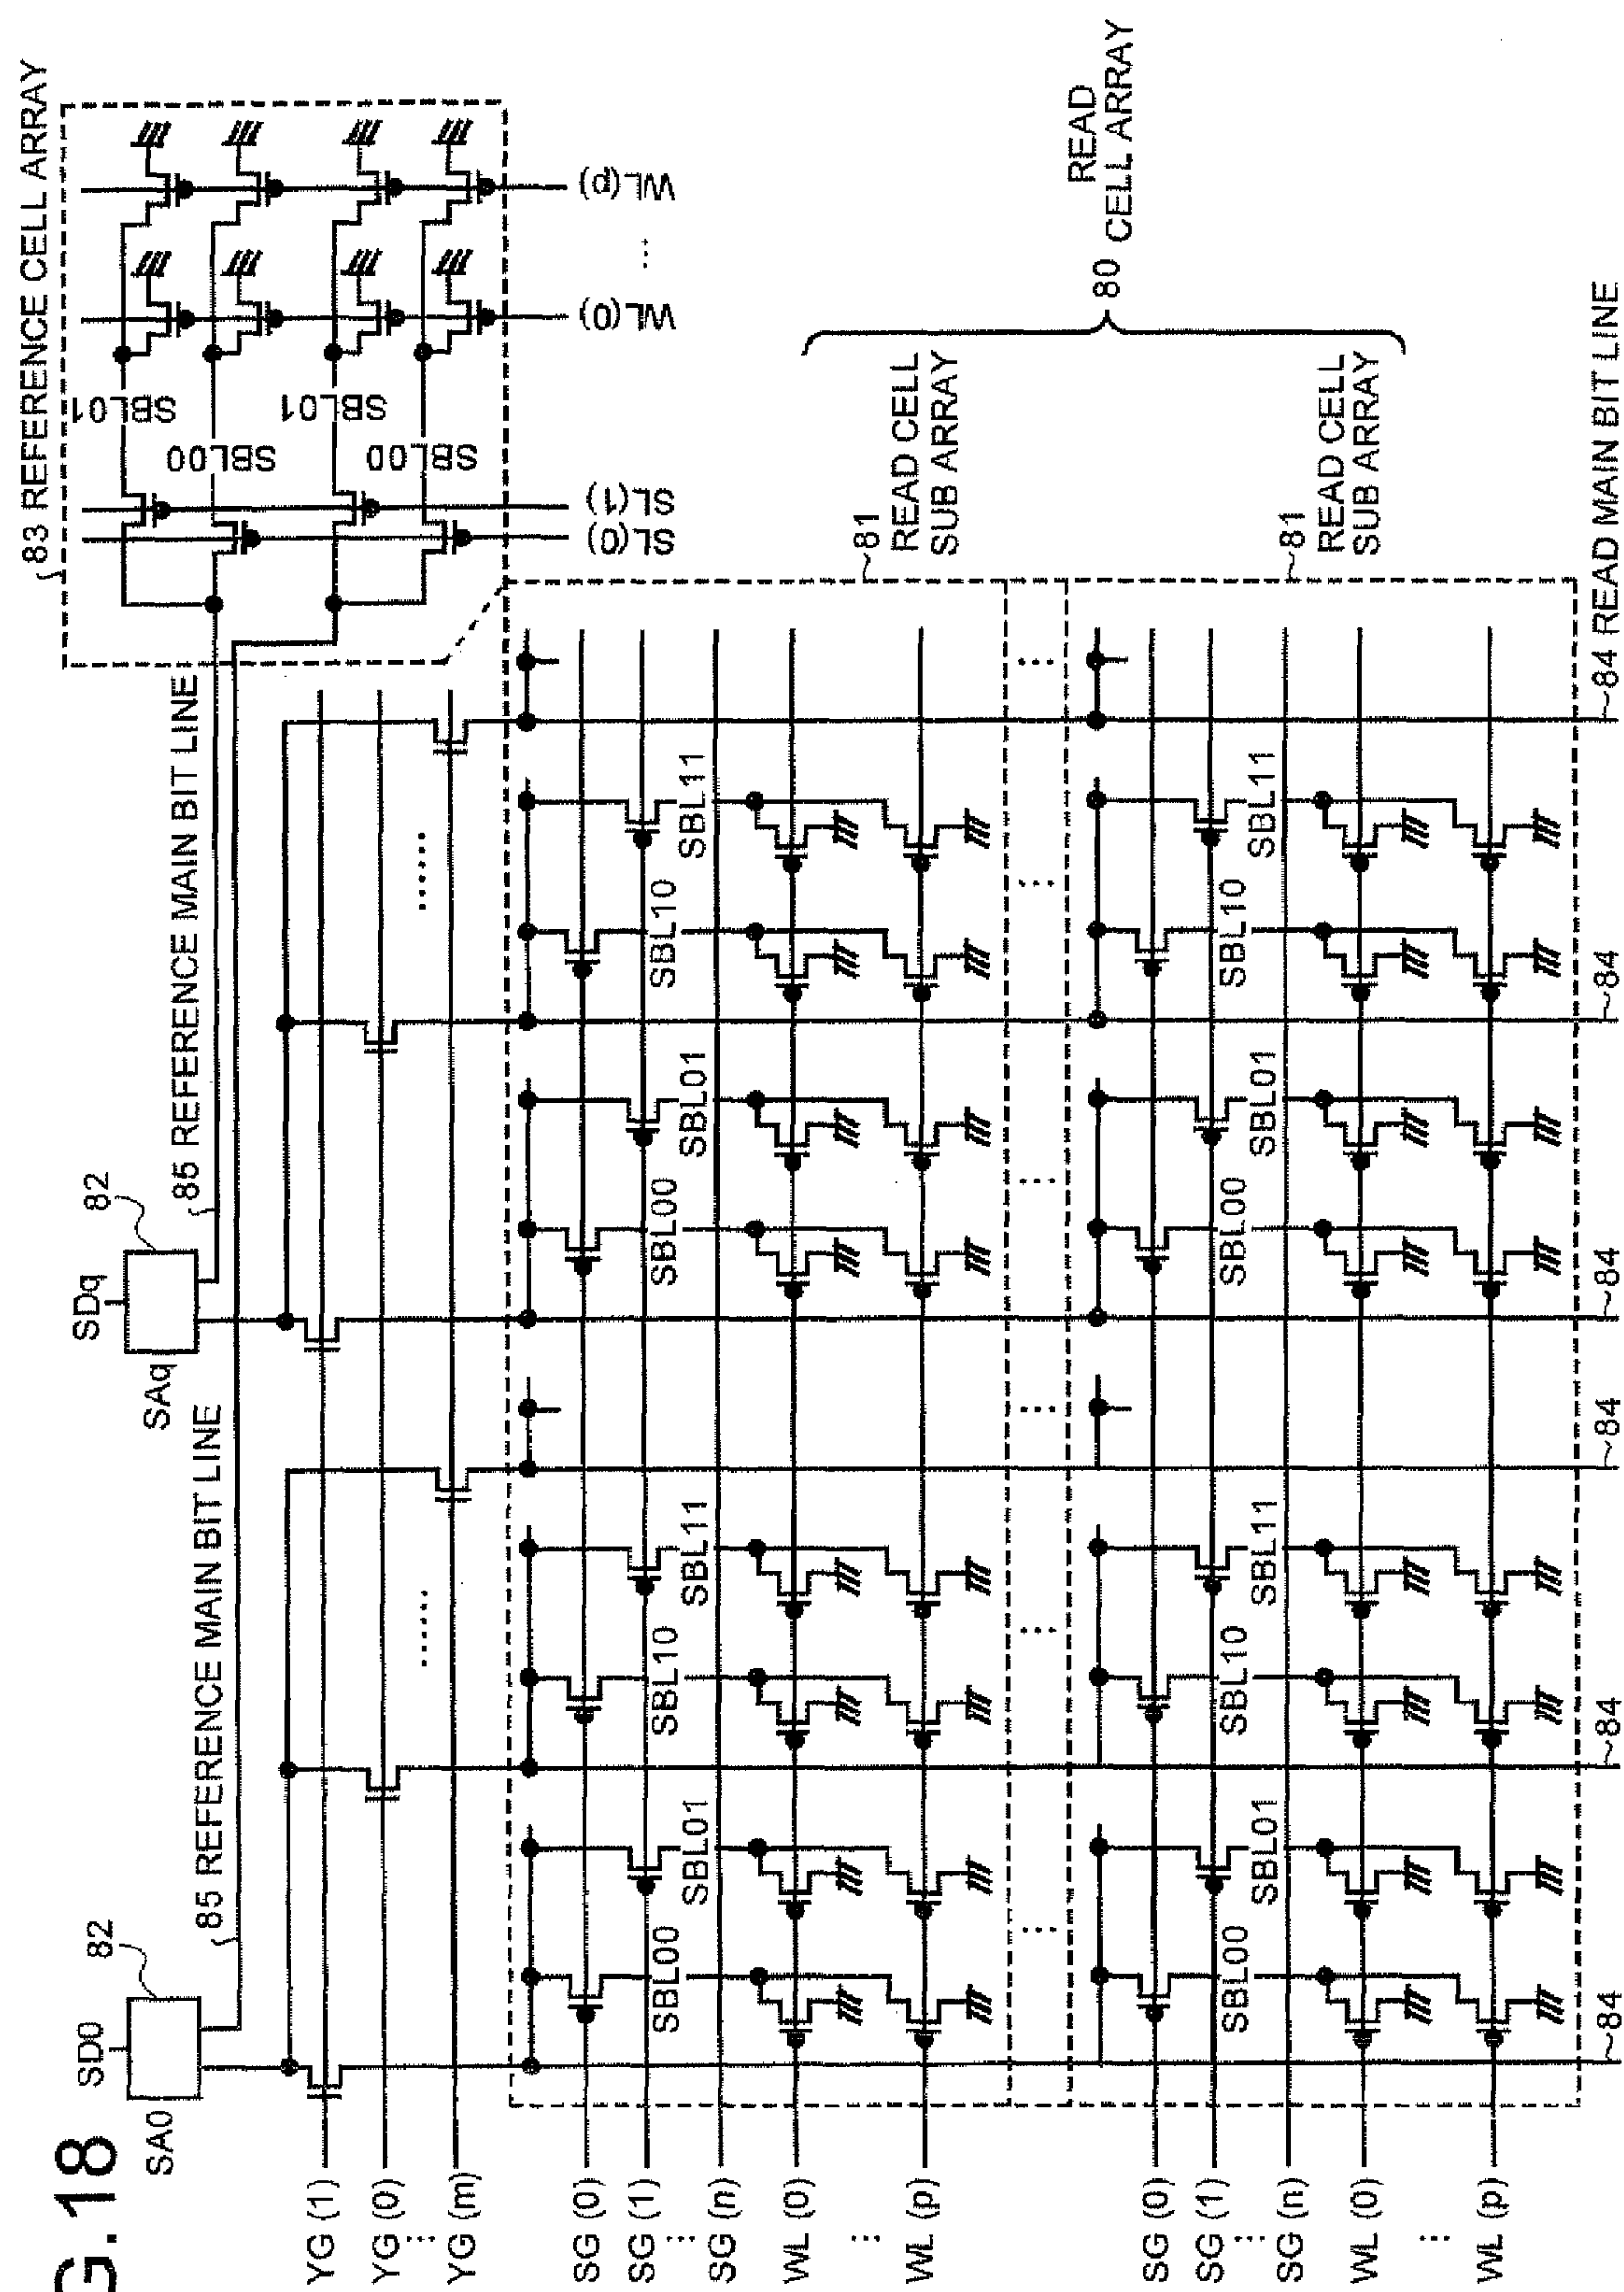 G.18
SD0
82
SA0
85 REFERENCE MAIN BIT LINE
SDq
82
SAq
85 REFERENCE MAIN BIT LINE
83 REFERENCE CELL ARRAY
SBL01
SBL00
SBL01
SBL00
SL(0)
SL(1)
WL(0)
...
WL(p)
YG (1)
YG (0)
⋮
YG (m)
......
......
SG (0)
SG (1)
⋮
SG (n)
WL (0)
⋮
WL (p)
SBL00
SBL01
SBL10
SBL11
SBL00
SBL01
SBL10
SBL11
81
READ CELL
SUB ARRAY
READ
80 CELL ARRAY
SG (0)
SG (1)
⋮
SG (n)
WL (0)
⋮
WL (p)
SBL00
SBL01
SBL10
SBL11
SBL00
SBL01
SBL10
SBL11
81
READ CELL
SUB ARRAY
84
84
84
84
84
84 READ MAIN BIT LINE